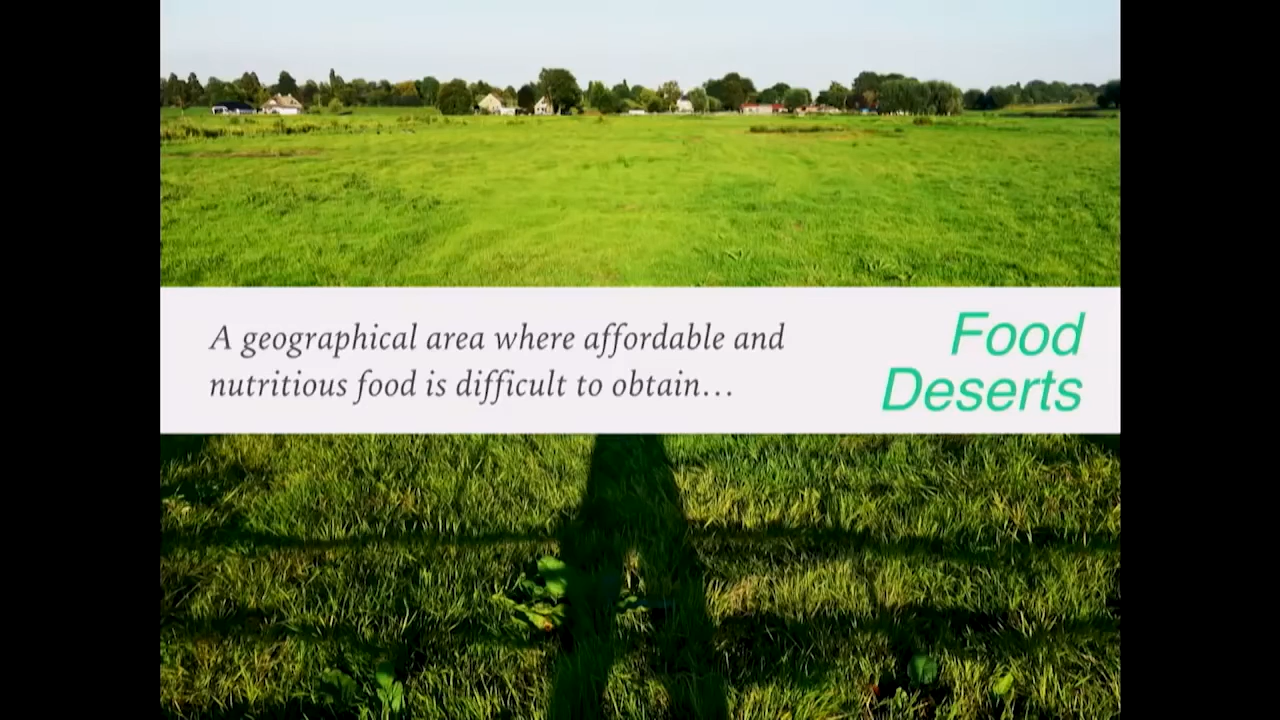 A geographical area where affordable and
nutritious food is difficult to obtain…
Food
Deserts